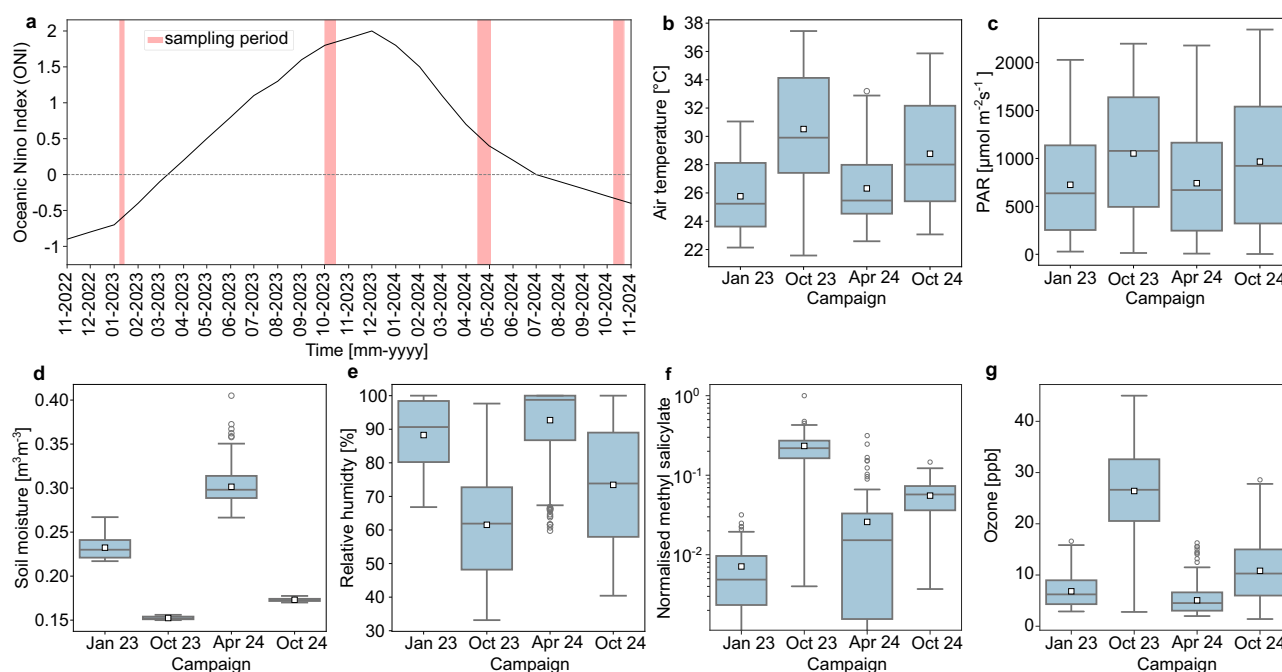 a
Oceanic Nino Index (ONI)
2
1.5
1
0.5
0
-0.5
-1
sampling period
11-2022
12-2022
01-2023
02-2023
03-2023
04-2023
05-2023
06-2023
07-2023
08-2023
09-2023
10-2023
11-2023
12-2023
01-2024
02-2024
03-2024
04-2024
05-2024
06-2024
07-2024
08-2024
09-2024
10-2024
11-2024
Time [mm-yyyy]
b
Air temperature [°C]
38
36
34
32
30
28
26
24
22
Jan 23 Oct 23 Apr 24 Oct 24
Campaign
c
PAR [µmol m⁻²s⁻¹ ]
2000
1500
1000
500
0
Jan 23 Oct 23 Apr 24 Oct 24
Campaign
d
Soil moisture [m³m⁻³]
0.40
0.35
0.30
0.25
0.20
0.15
Jan 23 Oct 23 Apr 24 Oct 24
Campaign
e
Relative humidty [%]
100
90
80
70
60
50
40
30
Jan 23 Oct 23 Apr 24 Oct 24
Campaign
f
Normalised methyl salicylate
10⁰
10⁻¹
10⁻²
Jan 23 Oct 23 Apr 24 Oct 24
Campaign
g
Ozone [ppb]
40
30
20
10
0
Jan 23 Oct 23 Apr 24 Oct 24
Campaign